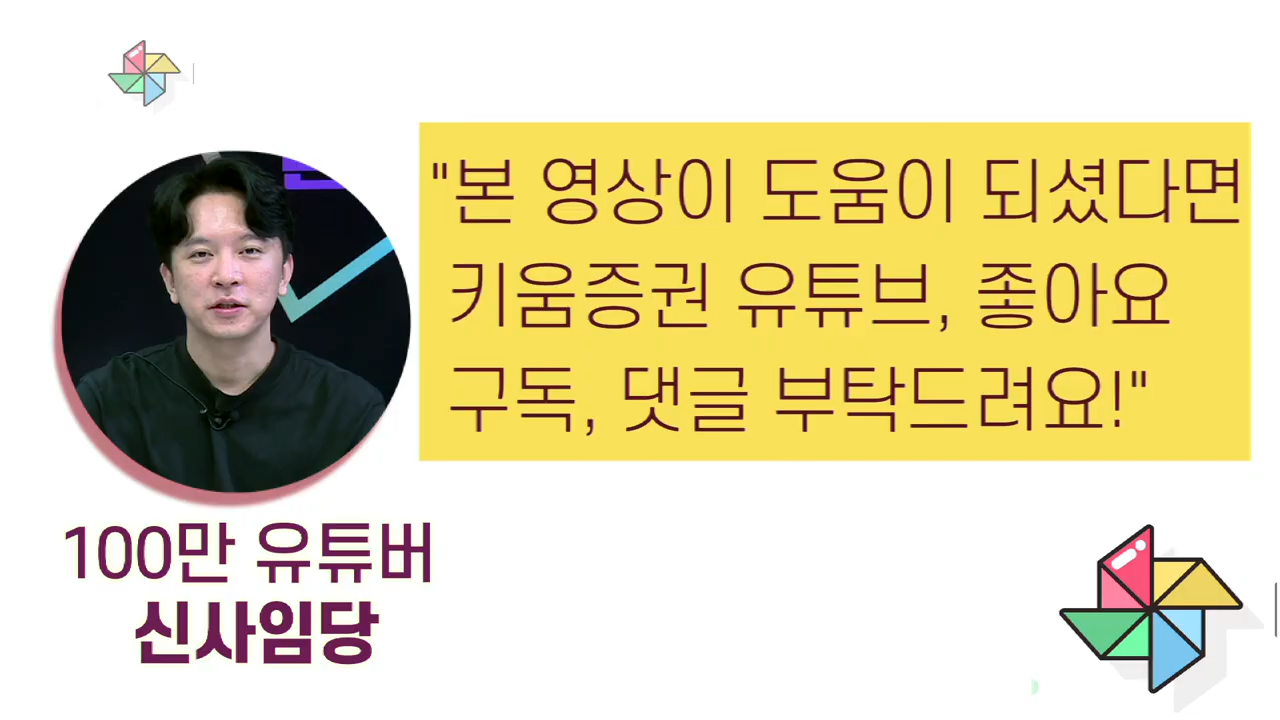 "본 영상이 도움이 되셨다면
키움증권 유튜브, 좋아요
구독, 댓글 부탁드려요!"
100만 유튜버
신사임당